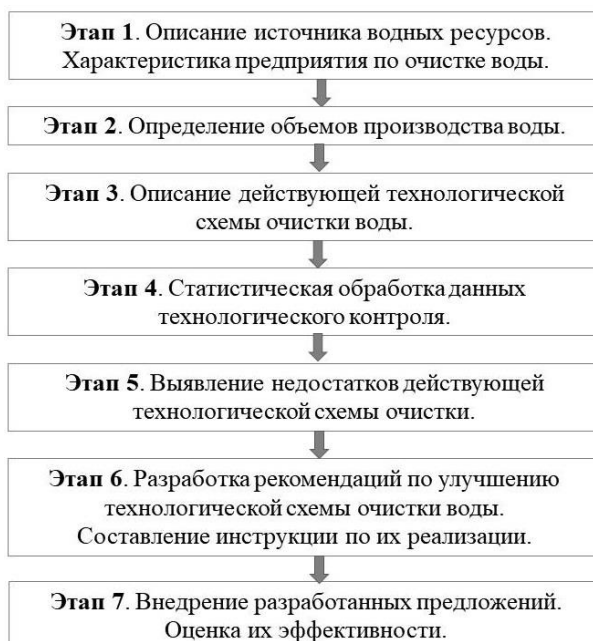 Этап 1. Описание источника водных ресурсов.
Характеристика предприятия по очистке воды.
Этап 2. Определение объемов производства воды.
Этап 3. Описание действующей технологической
схемы очистки воды.
Этап 4. Статистическая обработка данных
технологического контроля.
Этап 5. Выявление недостатков действующей
технологической схемы очистки.
Этап 6. Разработка рекомендаций по улучшению
технологической схемы очистки воды.
Составление инструкции по их реализации.
Этап 7. Внедрение разработанных предложений.
Оценка их эффективности.